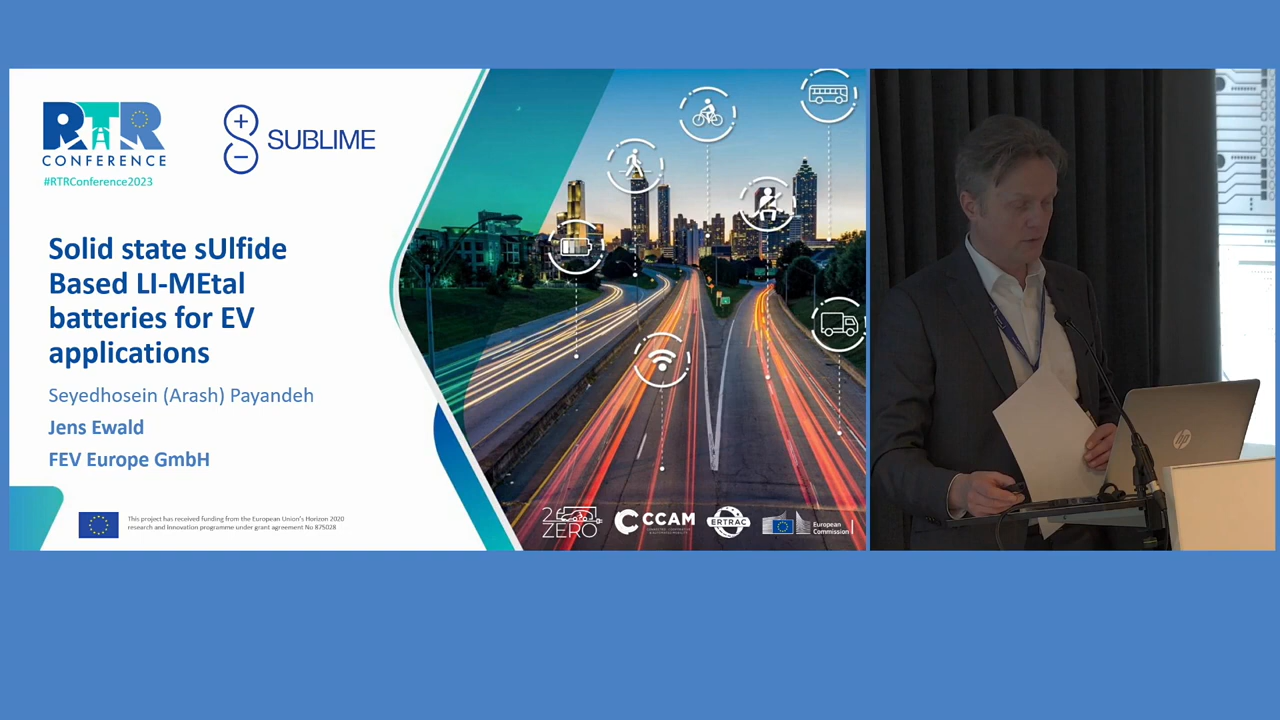 RTR
CONFERENCE
#RTRConference2023
SUBLIME
Solid state sUlfide
Based LI-MEtal
batteries for EV
applications
Seyedhosein (Arash) Payandeh
Jens Ewald
FEV Europe GmbH
This project has received funding from the European Union's Horizon 2020
research and Innovation programme under grant agreement No 875028
2ZERO
CCAM
ERTRAC
European
Commission
hp